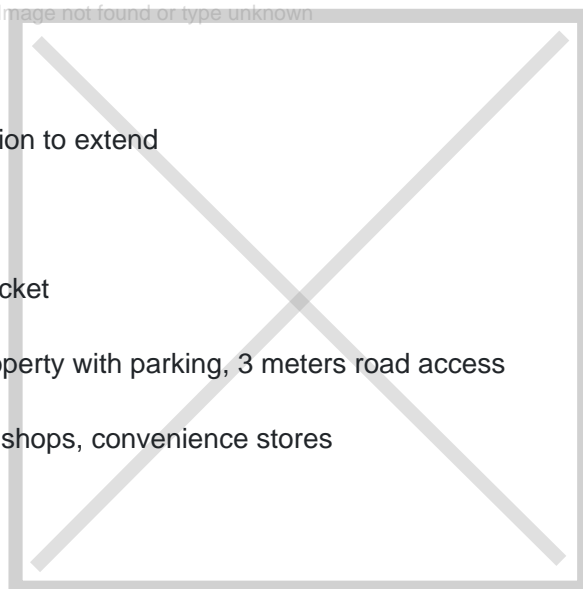 Image not found or type unknown
ion to extend
cket
perty with parking, 3 meters road access
shops, convenience stores